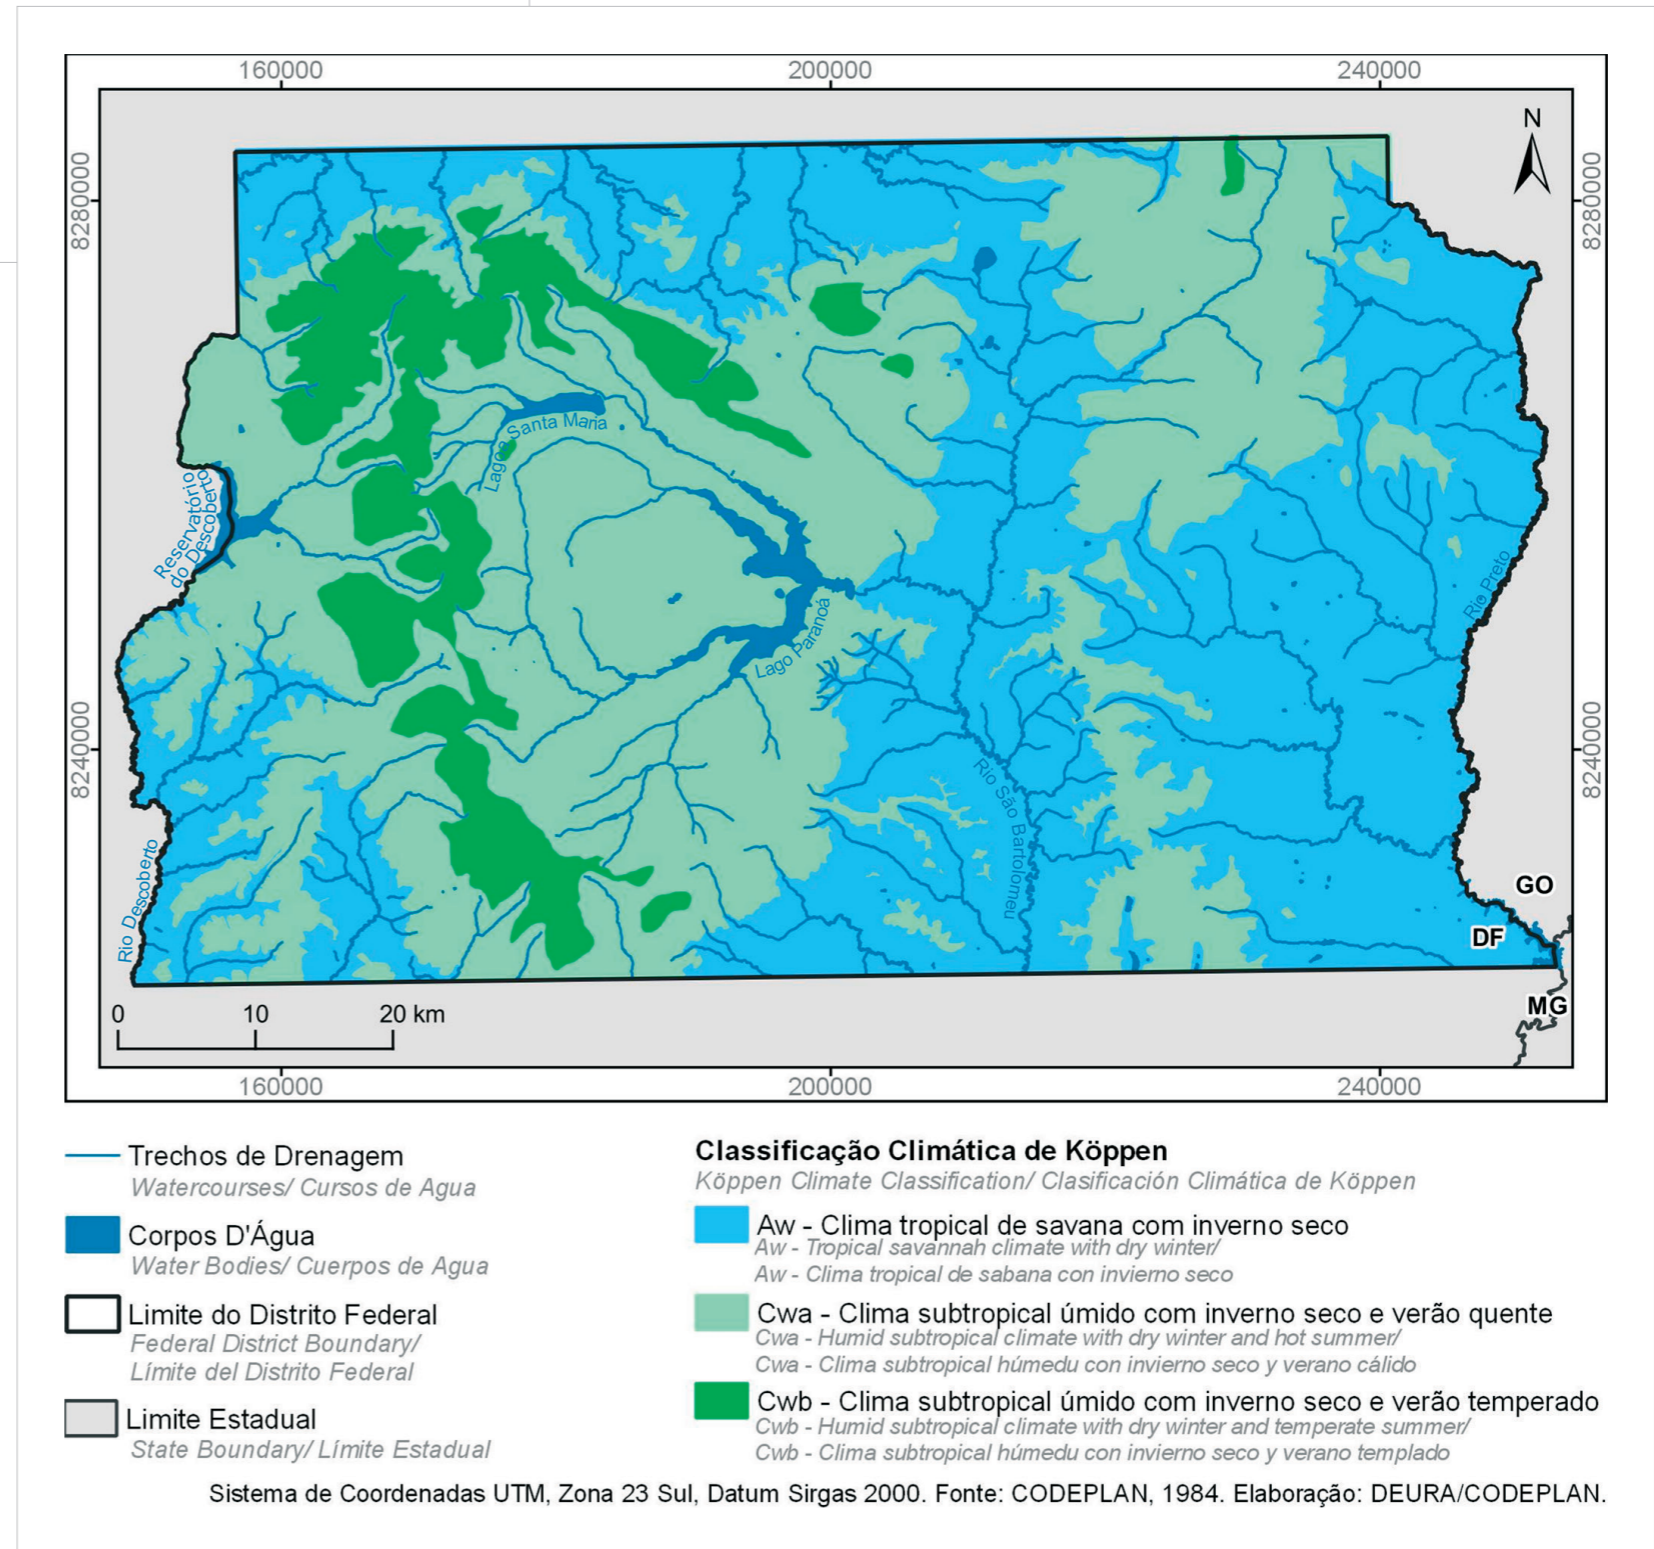 160000
200000
240000
N
8280000
8280000
Lagoa Santa Maria
Reservatório
do Descoberto
Rio Preto
Lago Paranoá
8240000
8240000
Rio São Bartolomeu
Rio Descoberto
GO
DF
MG
0
10
20 km
160000
200000
240000
Trechos de Drenagem
Watercourses/ Cursos de Agua
Corpos D'Água
Water Bodies/ Cuerpos de Agua
Limite do Distrito Federal
Federal District Boundary/
Límite del Distrito Federal
Limite Estadual
State Boundary/ Límite Estadual
Classificação Climática de Köppen
Köppen Climate Classification/ Clasificación Climática de Köppen
Aw - Clima tropical de savana com inverno seco
Aw - Tropical savannah climate with dry winter/
Aw - Clima tropical de sabana con invierno seco
Cwa - Clima subtropical úmido com inverno seco e verão quente
Cwa - Humid subtropical climate with dry winter and hot summer/
Cwa - Clima subtropical húmedu con invierno seco y verano cálido
Cwb - Clima subtropical úmido com inverno seco e verão temperado
Cwb - Humid subtropical climate with dry winter and temperate summer/
Cwb - Clima subtropical húmedu con invierno seco y verano templado
Sistema de Coordenadas UTM, Zona 23 Sul, Datum Sirgas 2000. Fonte: CODEPLAN, 1984. Elaboração: DEURA/CODEPLAN.